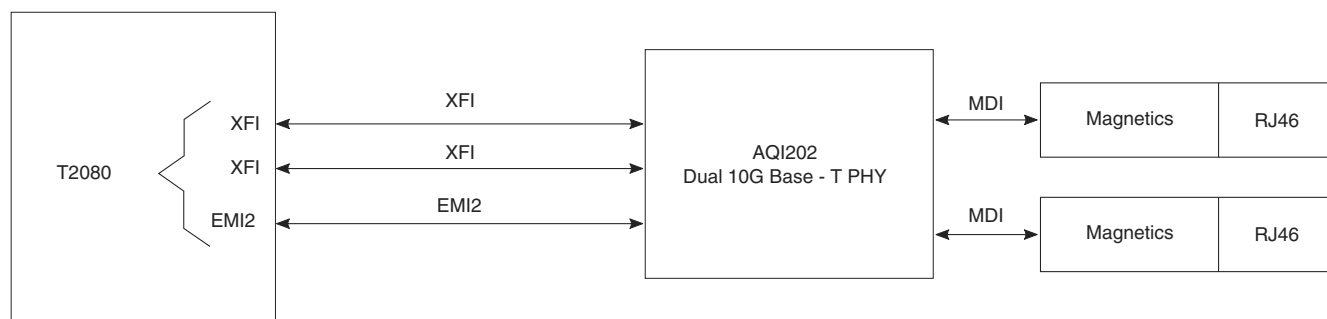 T2080
XFI
XFI
EMI2
XFI
XFI
EMI2
AQI202
Dual 10G Base - T PHY
MDI
MDI
Magnetics
RJ46
Magnetics
RJ46